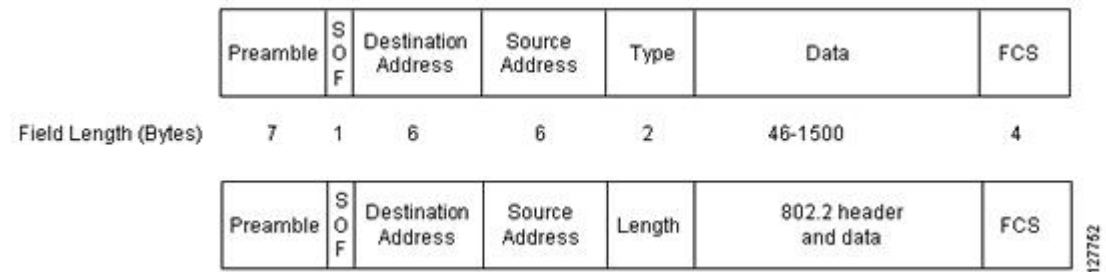 Preamble
S
O
F
Destination
Address
Source
Address
Type
Data
FCS
Field Length (Bytes) 7 1 6 6 2 46-1500 4
Preamble
S
O
F
Destination
Address
Source
Address
Length
802.2 header
and data
FCS
127752